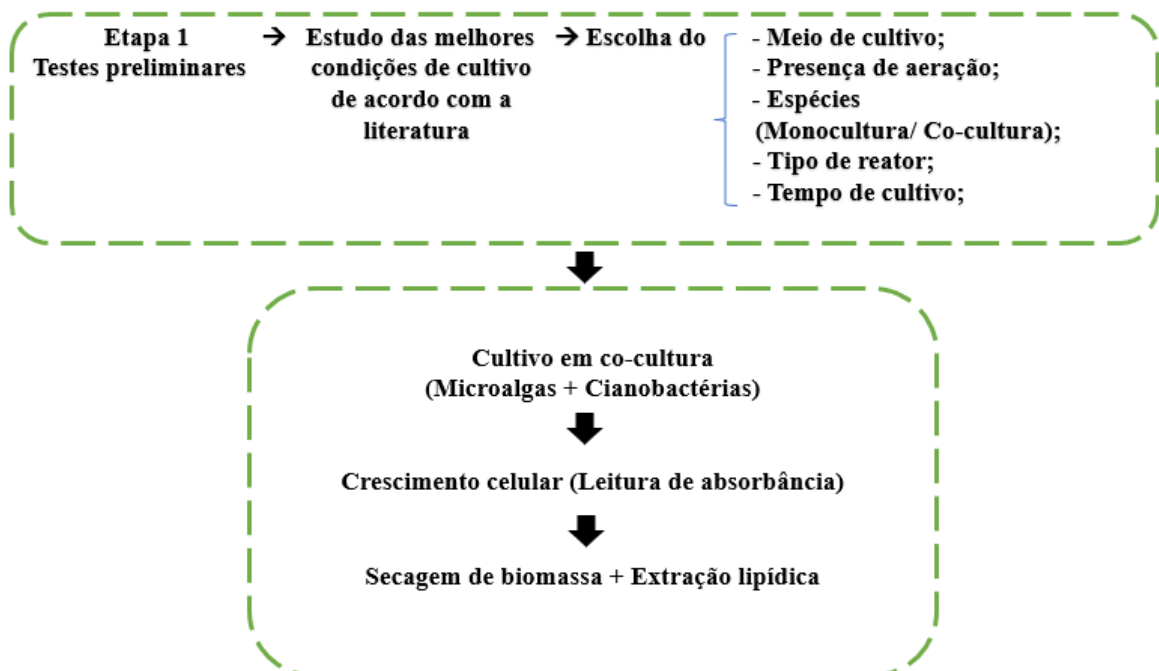 Etapa 1
Testes preliminares
→ Estudo das melhores
condições de cultivo
de acordo com a
literatura
→ Escolha do
- Meio de cultivo;
- Presença de aeração;
- Espécies
(Monocultura/ Co-cultura);
- Tipo de reator;
- Tempo de cultivo;
Cultivo em co-cultura
(Microalgas + Cianobactérias)
Crescimento celular (Leitura de absorbância)
Secagem de biomassa + Extração lipídica